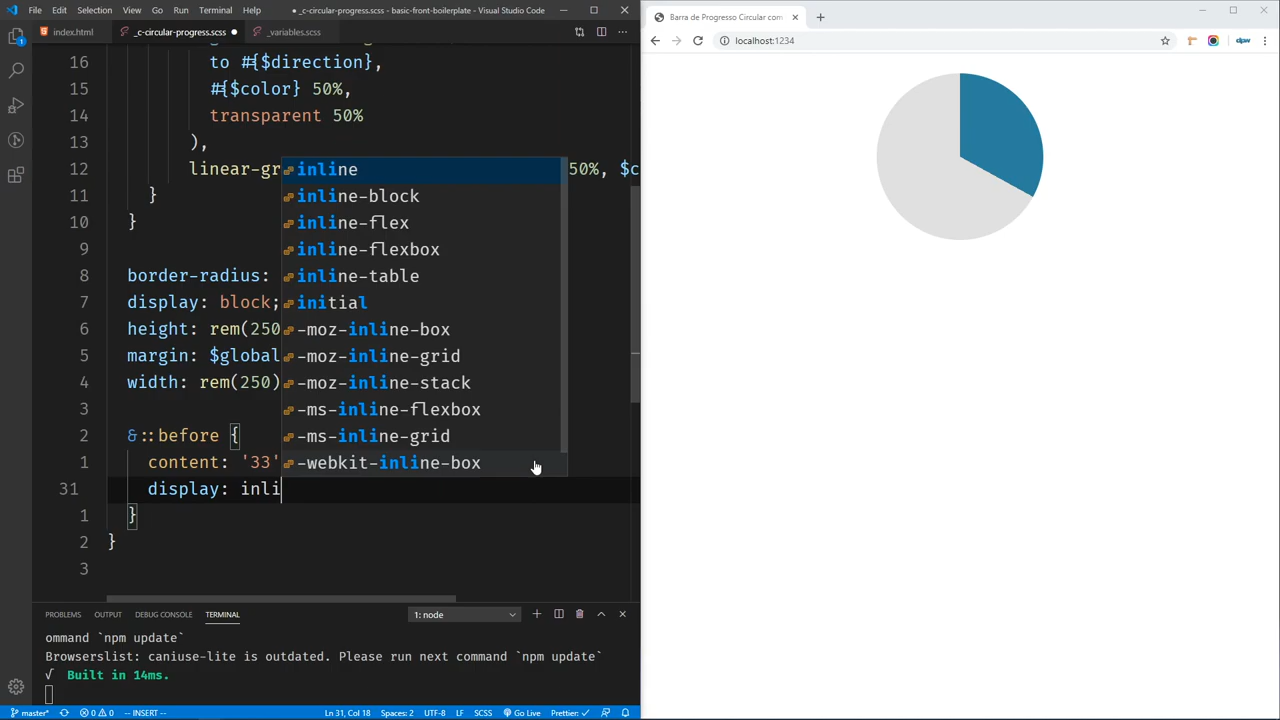 File Edit Selection View Go Run Terminal Help
● _c-circular-progress.scss - basic-front-boilerplate - Visual Studio Code
index.html
_c-circular-progress.scss ●
_variables.scss
16 to #{$direction},
15 #{$color} 50%,
14 transparent 50%
13 ),
12 linear-gr 50%, $c
11 }
10 }
9
8 border-radius:
7 display: block;
6 height: rem(250
5 margin: $global
4 width: rem(250)
3
2 &::before {
1 content: '33'
31 display: inli
1 }
2 }
3
inline
inline-block
inline-flex
inline-flexbox
inline-table
initial
-moz-inline-box
-moz-inline-grid
-moz-inline-stack
-ms-inline-flexbox
-ms-inline-grid
-webkit-inline-box
PROBLEMS OUTPUT DEBUG CONSOLE TERMINAL 1: node
ommand `npm update`
Browserslist: caniuse-lite is outdated. Please run next command `npm update`
√ Built in 14ms.
master* 0 0 -- INSERT -- Ln 31, Col 18 Spaces: 2 UTF-8 LF SCSS Go Live Prettier: ✓
1
Barra de Progresso Circular com
localhost:1234
dpw